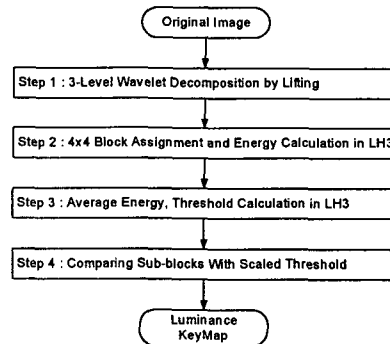 Original Image
Step 1 : 3-Level Wavelet Decomposition by Lifting
Step 2 : 4x4 Block Assignment and Energy Calculation in LH3
Step 3 : Average Energy, Threshold Calculation in LH3
Step 4 : Comparing Sub-blocks With Scaled Threshold
Luminance
KeyMap